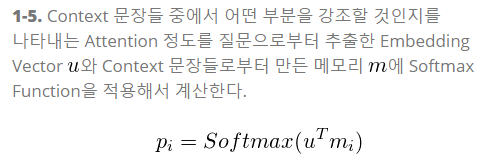 1-5. Context 문장들 중에서 어떤 부분을 강조할 것인지를
나타내는 Attention 정도를 질문으로부터 추출한 Embedding
Vector u와 Context 문장들로부터 만든 메모리 m에 Softmax
Function을 적용해서 계산한다.
p_i = Softmax(u^T m_i)